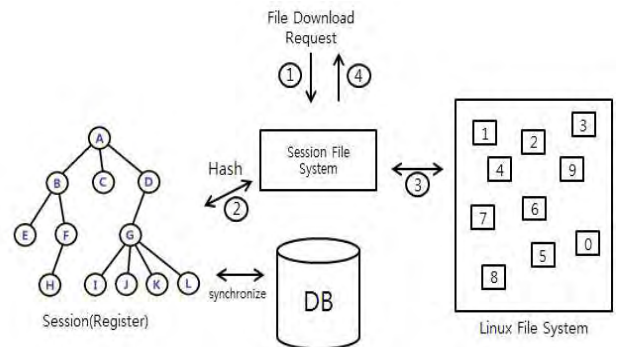 File Download
Request
1
4
A
B
C
D
E
F
G
H
I
J
K
L
Session(Register)
Hash
2
Session File
System
3
synchronize
DB
1
2
3
4
9
7
6
5
0
8
Linux File System